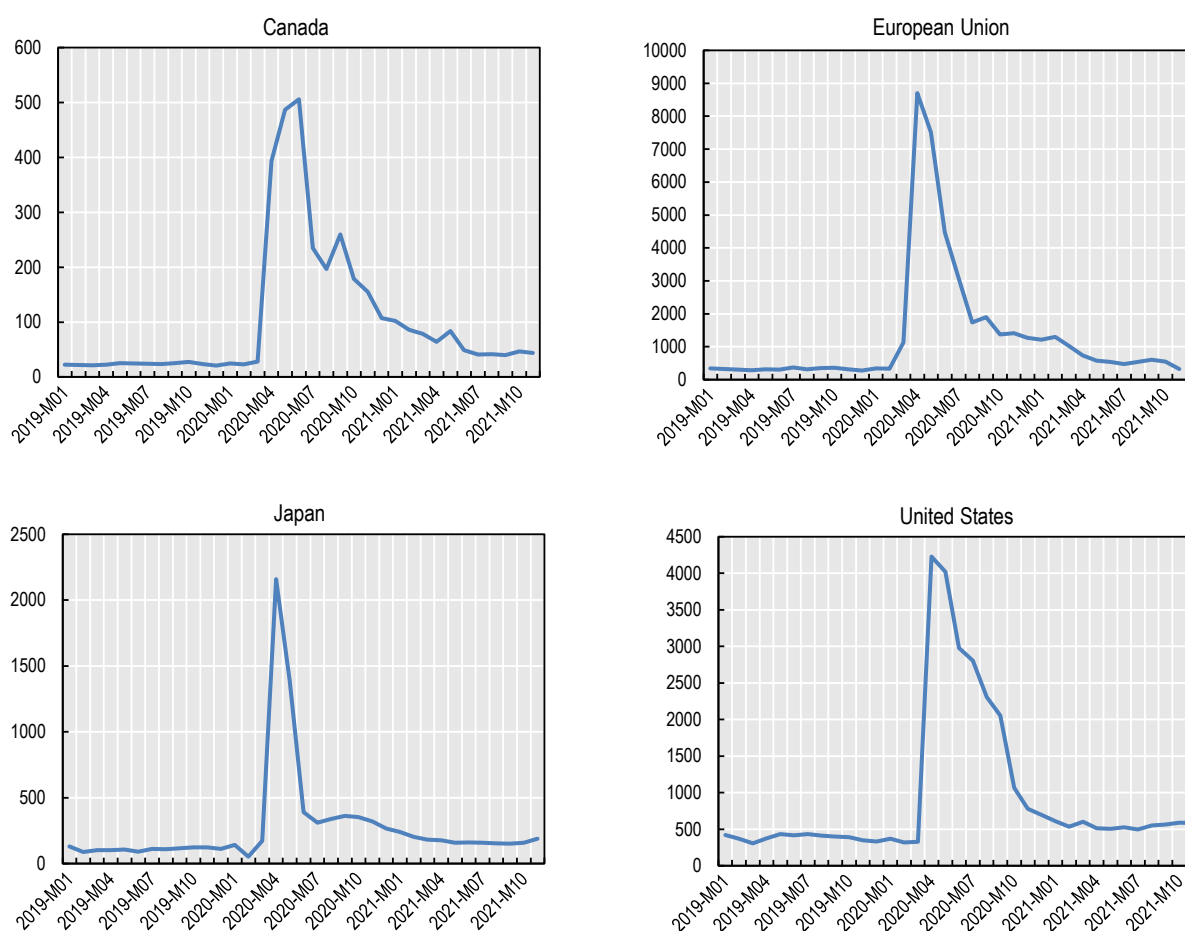 Canada
600
500
400
300
200
100
0
2019-M01
2019-M04
2019-M07
2019-M10
2020-M01
2020-M04
2020-M07
2020-M10
2021-M01
2021-M04
2021-M07
2021-M10
European Union
10000
9000
8000
7000
6000
5000
4000
3000
2000
1000
0
2019-M01
2019-M04
2019-M07
2019-M10
2020-M01
2020-M04
2020-M07
2020-M10
2021-M01
2021-M04
2021-M07
2021-M10
Japan
2500
2000
1500
1000
500
0
2019-M01
2019-M04
2019-M07
2019-M10
2020-M01
2020-M04
2020-M07
2020-M10
2021-M01
2021-M04
2021-M07
2021-M10
United States
4500
4000
3500
3000
2500
2000
1500
1000
500
0
2019-M01
2019-M04
2019-M07
2019-M10
2020-M01
2020-M04
2020-M07
2020-M10
2021-M01
2021-M04
2021-M07
2021-M10